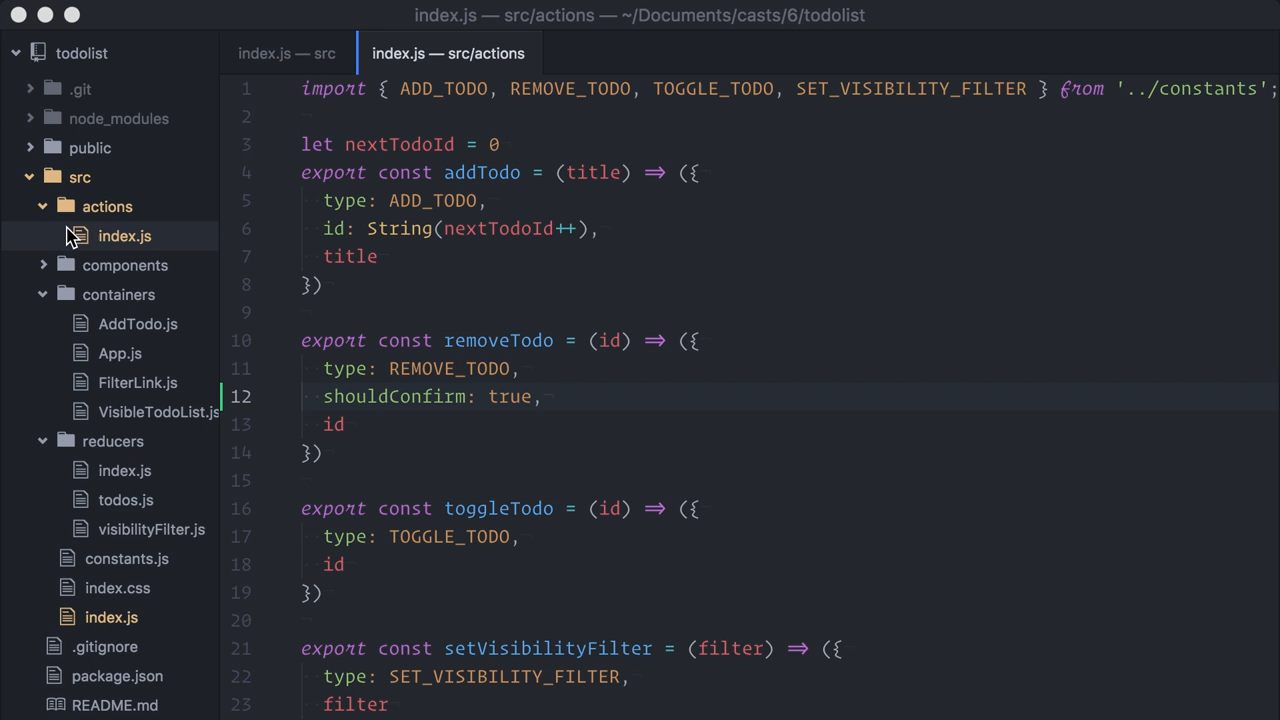 index.js — src/actions — ~/Documents/casts/6/todolist
todolist
.git
node_modules
public
src
actions
index.js
components
containers
AddTodo.js
App.js
FilterLink.js
VisibleTodoList.js
reducers
index.js
todos.js
visibilityFilter.js
constants.js
index.css
index.js
.gitignore
package.json
README.md
index.js — src
index.js — src/actions
1 import { ADD_TODO, REMOVE_TODO, TOGGLE_TODO, SET_VISIBILITY_FILTER } from '../constants';
2
3 let nextTodoId = 0
4 export const addTodo = (title) => ({
5 type: ADD_TODO,
6 id: String(nextTodoId++),
7 title
8 })
9
10 export const removeTodo = (id) => ({
11 type: REMOVE_TODO,
12 shouldConfirm: true,
13 id
14 })
15
16 export const toggleTodo = (id) => ({
17 type: TOGGLE_TODO,
18 id
19 })
20
21 export const setVisibilityFilter = (filter) => ({
22 type: SET_VISIBILITY_FILTER,
23 filter